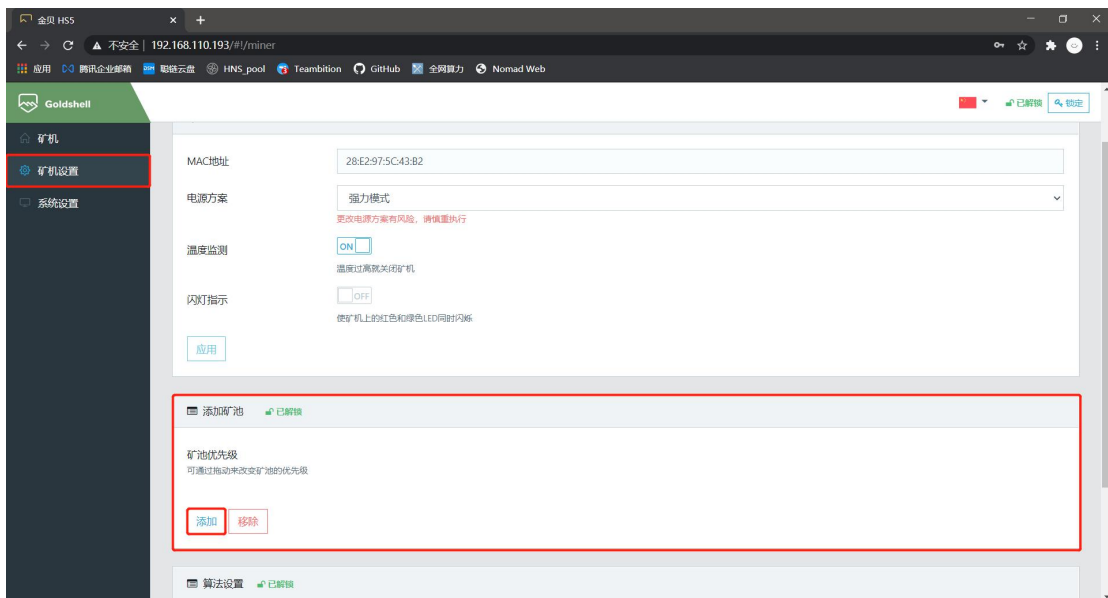 金贝 HS5
不安全 | 192.168.110.193/#!/miner
应用 腾讯企业邮箱 聪链云盘 HNS_pool Teambition GitHub 全网算力 Nomad Web
Goldshell 已解锁 锁定
矿机
矿机设置
系统设置
MAC地址 28:E2:97:5C:43:B2
电源方案 强力模式
更改电源方案有风险，请慎重执行
温度监测 ON
温度过高就关闭矿机
闪灯指示 OFF
使矿机上的红色和绿色LED同时闪烁
应用
添加矿池 已解锁
矿池优先级
可通过拖动来改变矿池的优先级
添加 移除
算法设置 已解锁